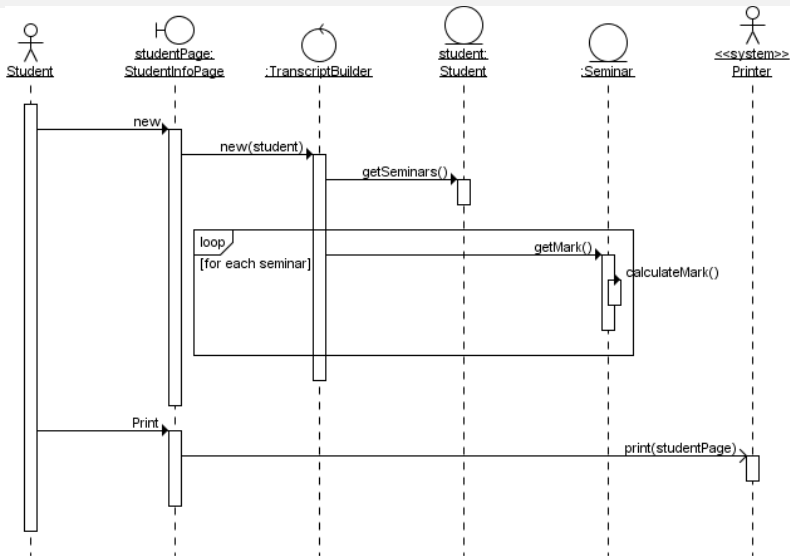 studentPage:
student:
<<system>>
Student
StudentInfoPage
:TranscriptBuilder
Student
:Seminar
Printer
new
new(student)
getSeminars()
loop
getMark()
[for each seminar]
calculateMark()
Print
print(studentPage)